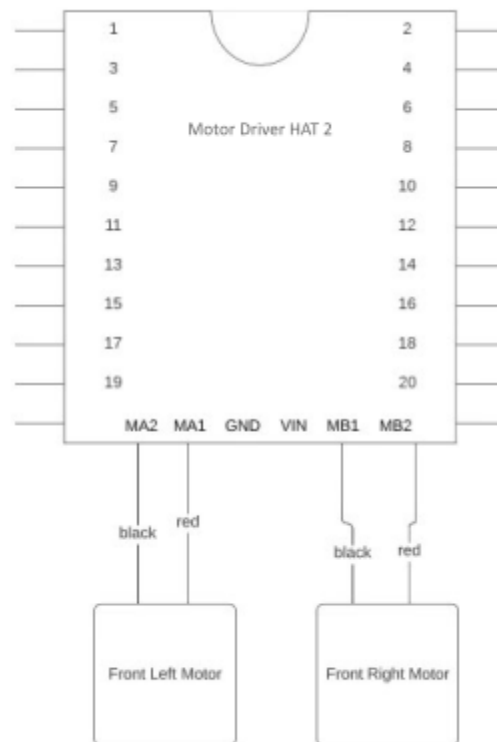 1 2
3 4
5 6
Motor Driver HAT 2
7 8
9 10
11 12
13 14
15 16
17 18
19 20
MA2 MA1 GND VIN MB1 MB2
black red black red
Front Left Motor Front Right Motor